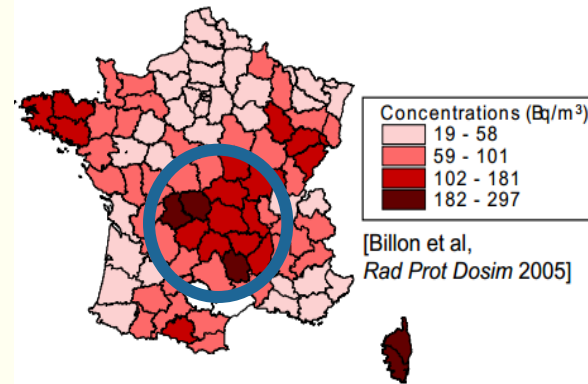 Concentrations (Bq/m³)
19 - 58
59 - 101
102 - 181
182 - 297
[Billon et al,
Rad Prot Dosim 2005]